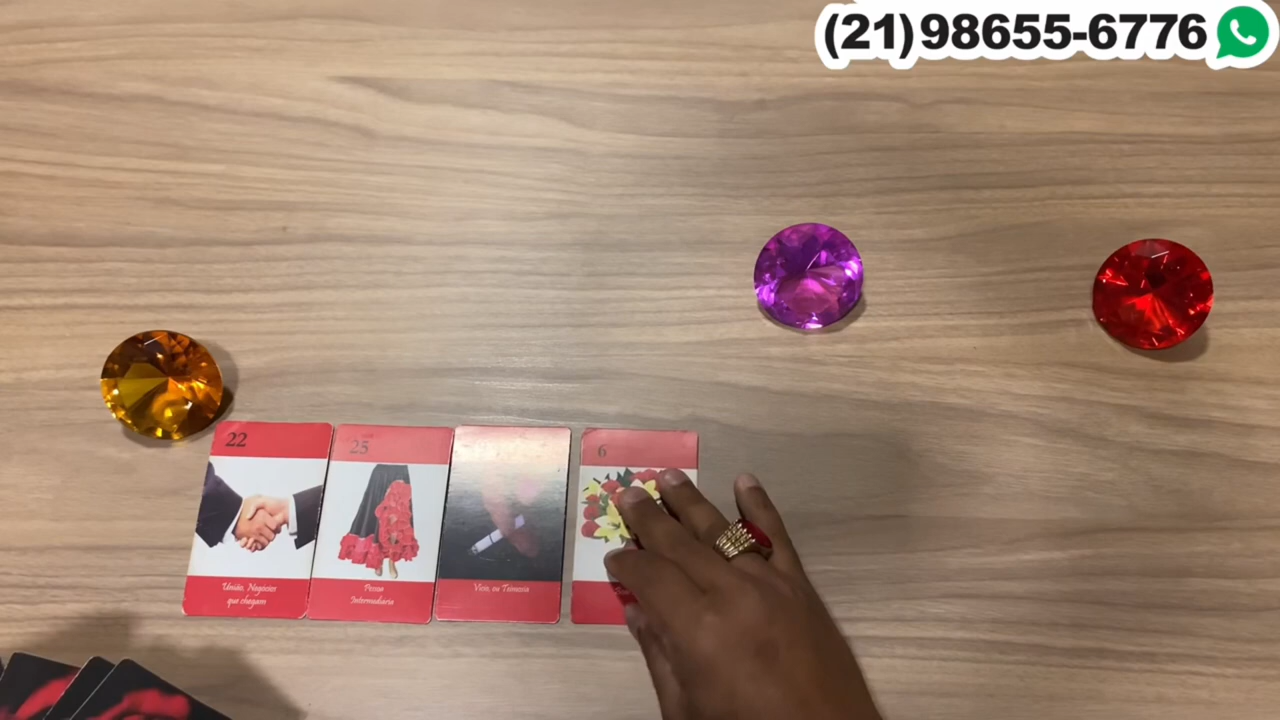 (21)98655-6776
22
União, Negócios
que chegam
25
Pessoa
Intermediária
Vício, ou Teimosia
6